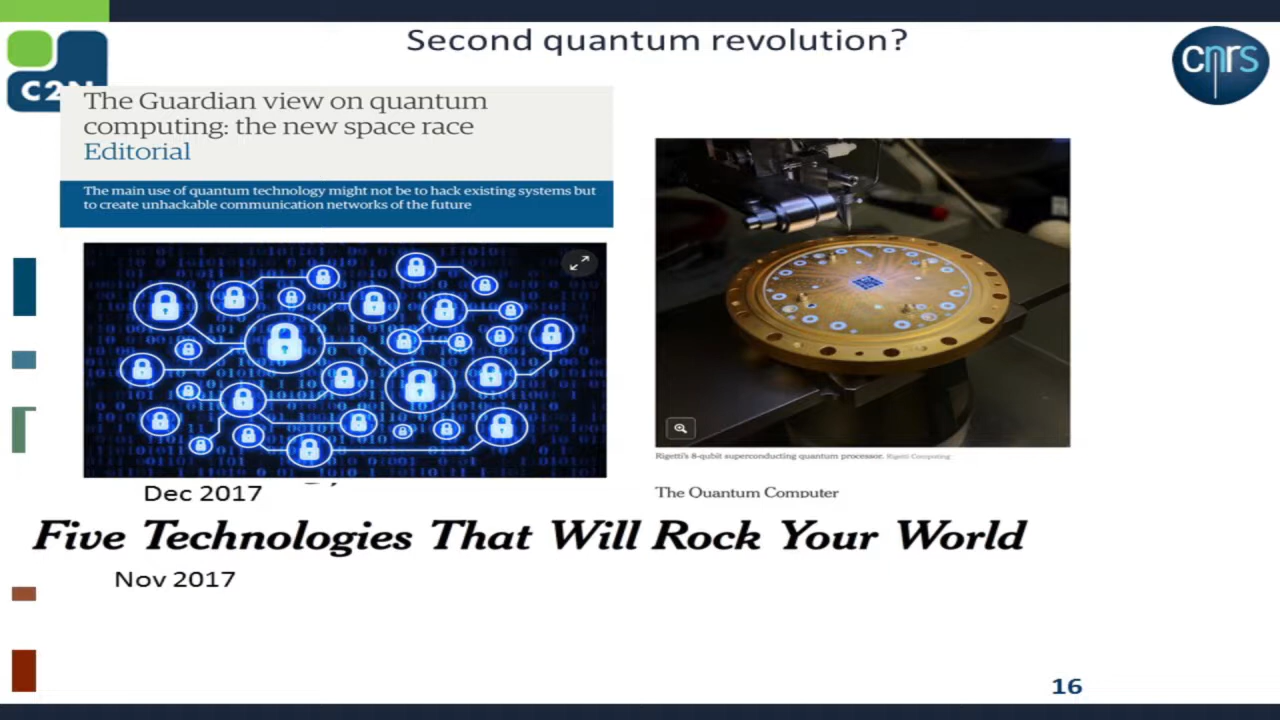 Second quantum revolution?
C2N
cnrs
The Guardian view on quantum
computing: the new space race
Editorial
The main use of quantum technology might not be to hack existing systems but
to create unhackable communication networks of the future
Rigetti's 8-qubit superconducting quantum processor. Rigetti Computing
Dec 2017
The Quantum Computer
Five Technologies That Will Rock Your World
Nov 2017
16